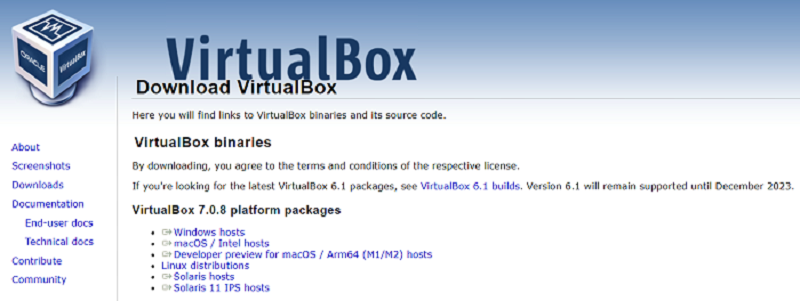 ORACLE
VirtualBox
VirtualBox
Download VirtualBox
Here you will find links to VirtualBox binaries and its source code.
About
Screenshots
Downloads
Documentation
End-user docs
Technical docs
Contribute
Community
VirtualBox binaries
By downloading, you agree to the terms and conditions of the respective license.
If you're looking for the latest VirtualBox 6.1 packages, see VirtualBox 6.1 builds. Version 6.1 will remain supported until December 2023.
VirtualBox 7.0.8 platform packages
Windows hosts
macOS / Intel hosts
Developer preview for macOS / Arm64 (M1/M2) hosts
Linux distributions
Solaris hosts
Solaris 11 IPS hosts